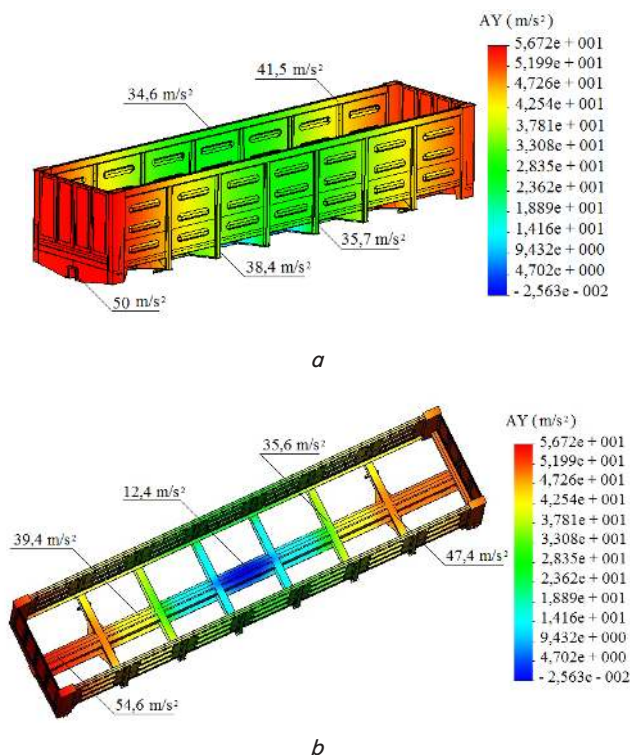 AY (m/s²)
5,672e + 001
5,199e + 001
4,726e + 001
4,254e + 001
3,781e + 001
3,308e + 001
2,835e + 001
2,362e + 001
1,889e + 001
1,416e + 001
9,432e + 000
4,702e + 000
- 2,563e - 002
41,5 m/s²
34,6 m/s²
35,7 m/s²
38,4 m/s²
50 m/s²
a
AY (m/s²)
5,672e + 001
5,199e + 001
4,726e + 001
4,254e + 001
3,781e + 001
3,308e + 001
2,835e + 001
2,362e + 001
1,889e + 001
1,416e + 001
9,432e + 000
4,702e + 000
- 2,563e - 002
35,6 m/s²
12,4 m/s²
39,4 m/s²
47,4 m/s²
54,6 m/s²
b